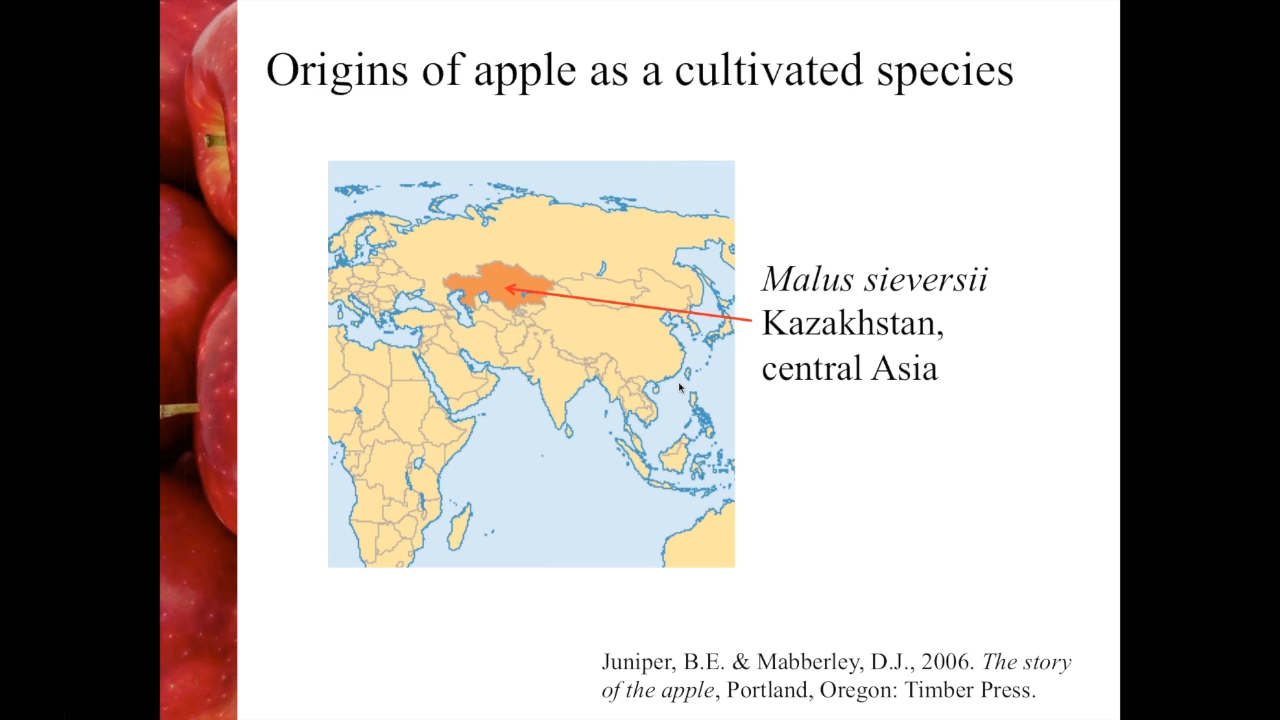 Origins of apple as a cultivated species
Malus sieversii
Kazakhstan,
central Asia
Juniper, B.E. & Mabberley, D.J., 2006. The story
of the apple, Portland, Oregon: Timber Press.